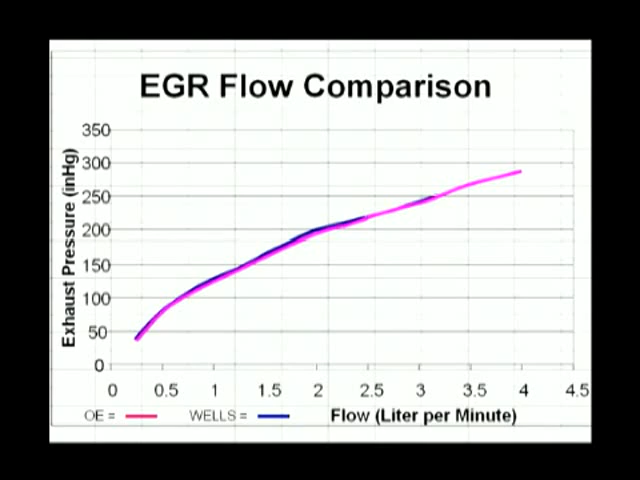 EGR Flow Comparison
Exhaust Pressure (inHg)
350
300
250
200
150
100
50
0
0 0.5 1 1.5 2 2.5 3 3.5 4 4.5
OE = WELLS = Flow (Liter per Minute)